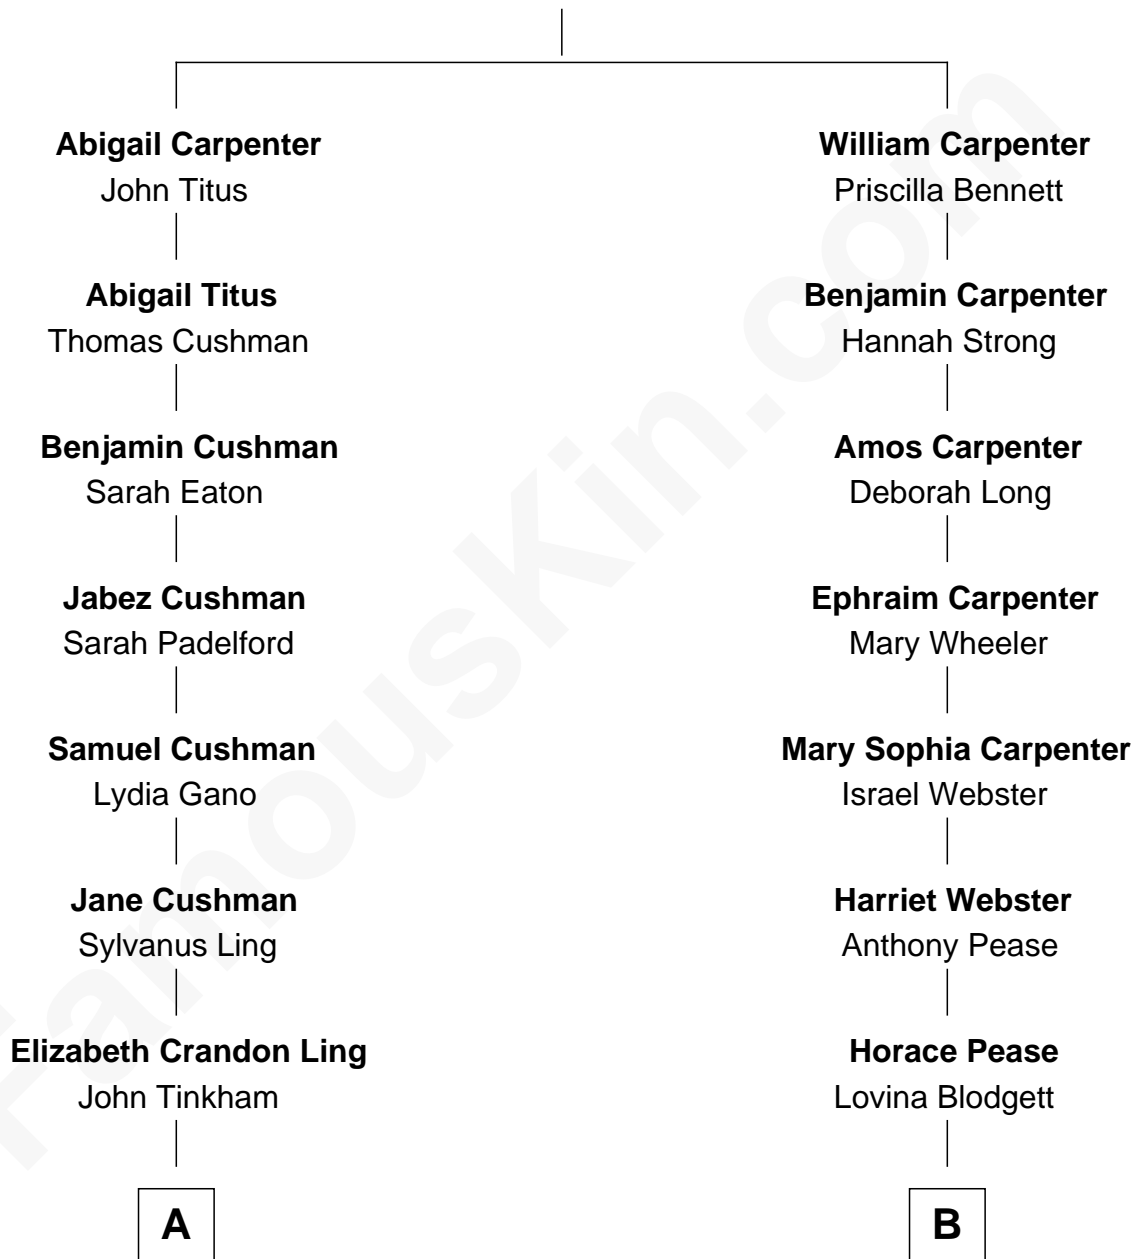 Abigail Carpenter
John Titus
Abigail Titus
Thomas Cushman
Benjamin Cushman
Sarah Eaton
Jabez Cushman
Sarah Padelford
Samuel Cushman
Lydia Gano
Jane Cushman
Sylvanus Ling
Elizabeth Crandon Ling
John Tinkham
A
William Carpenter
Priscilla Bennett
Benjamin Carpenter
Hannah Strong
Amos Carpenter
Deborah Long
Ephraim Carpenter
Mary Wheeler
Mary Sophia Carpenter
Israel Webster
Harriet Webster
Anthony Pease
Horace Pease
Lovina Blodgett
B
FamousKin.com